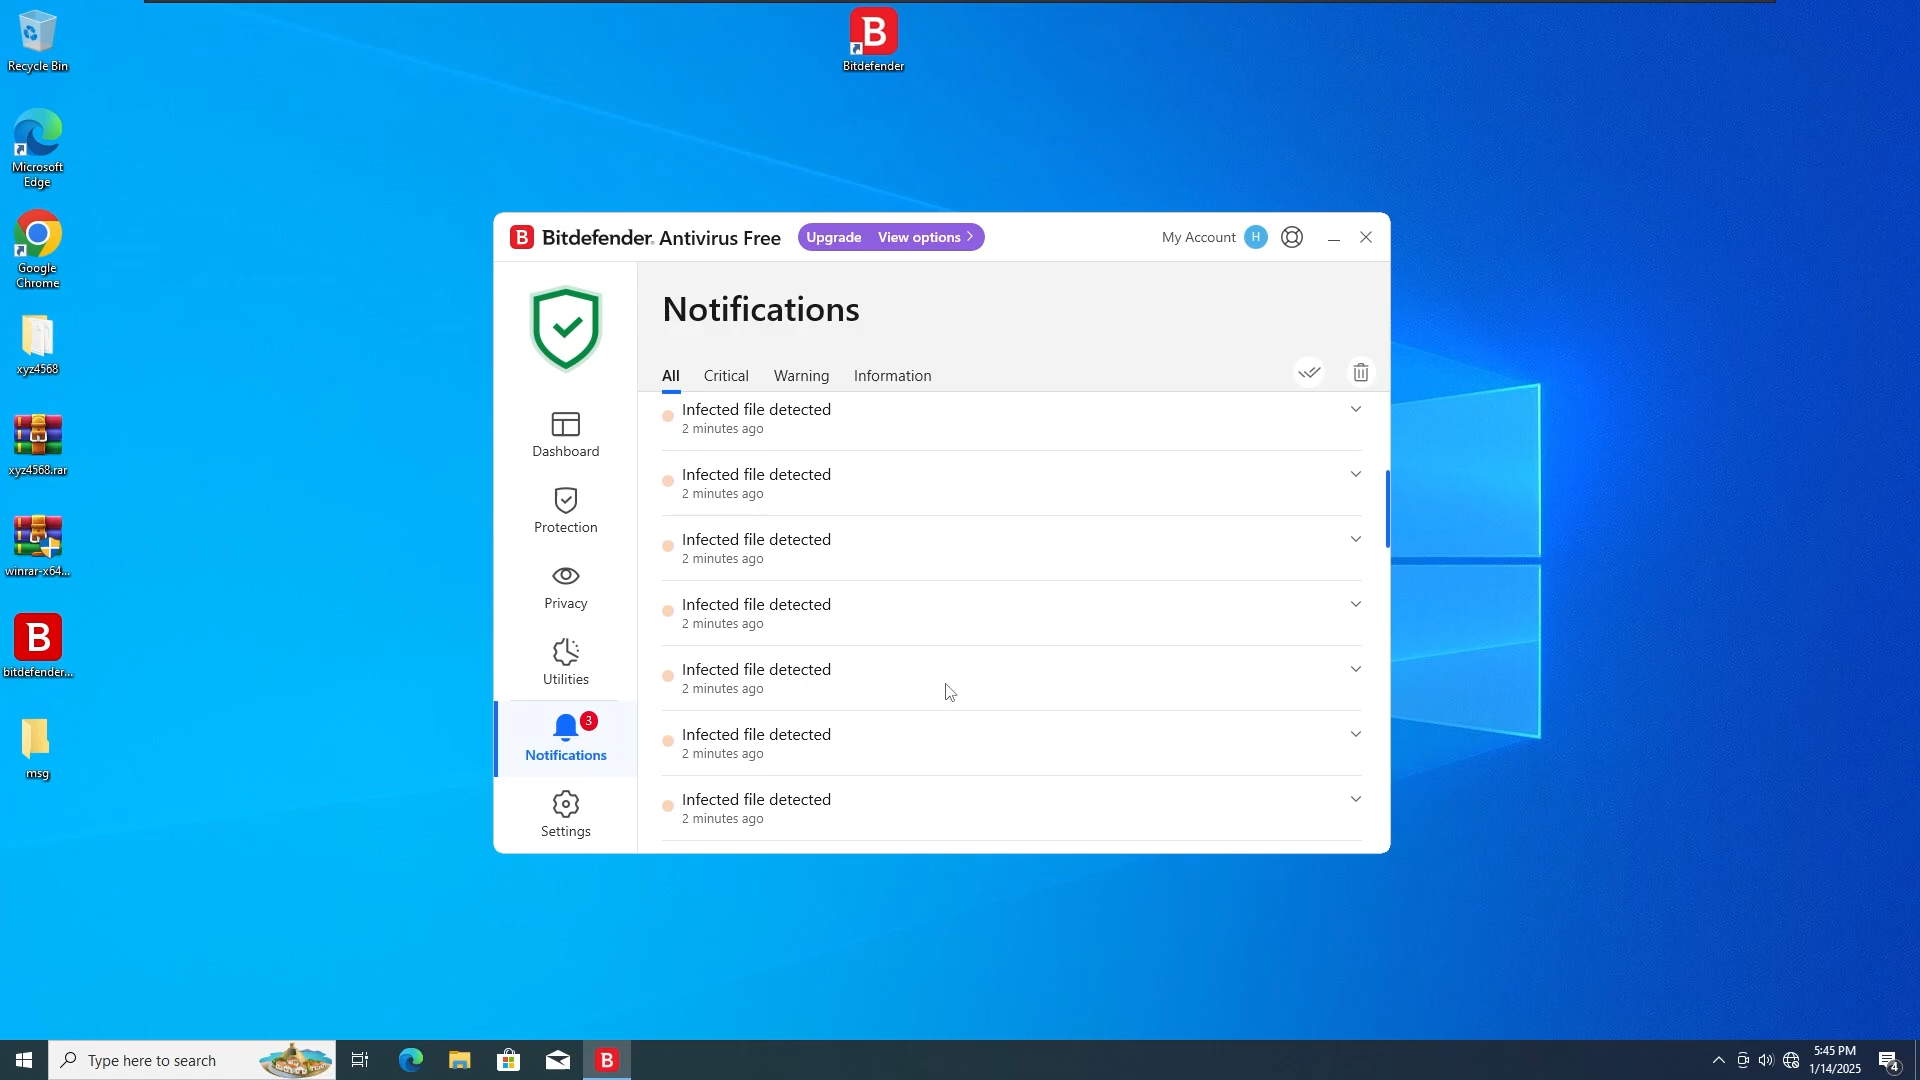 Recycle Bin
Microsoft
Edge
Google
Chrome
xyz4568
xyz4568.rar
winrar-x64...
B
bitdefender...
msg
B
Bitdefender
B Bitdefender Antivirus Free
Upgrade View options
My Account H
Dashboard
Protection
Privacy
Utilities
3
Notifications
Settings
Notifications
All Critical Warning Information
Infected file detected
2 minutes ago
Infected file detected
2 minutes ago
Infected file detected
2 minutes ago
Infected file detected
2 minutes ago
Infected file detected
2 minutes ago
Infected file detected
2 minutes ago
Infected file detected
2 minutes ago
Type here to search
B
5:45 PM
1/14/2025
4